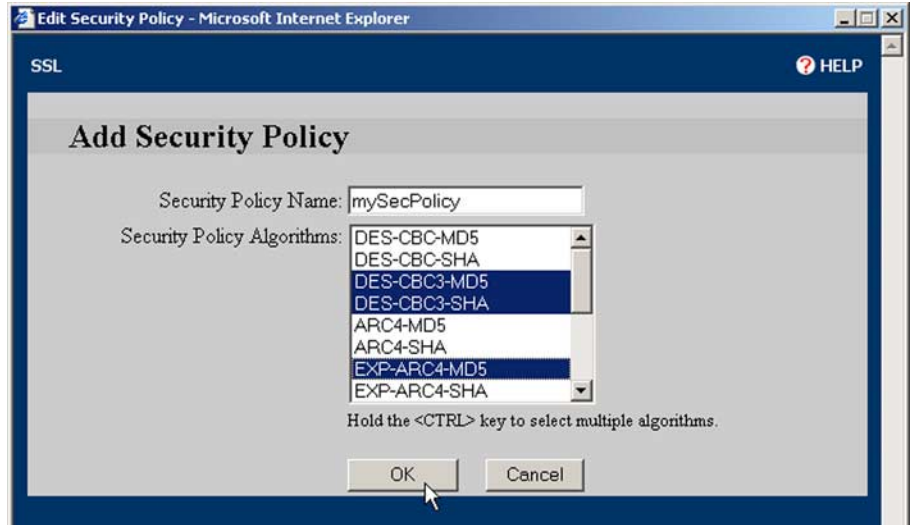 Edit Security Policy - Microsoft Internet Explorer
SSL
? HELP
Add Security Policy
Security Policy Name: mySecPolicy
Security Policy Algorithms: DES-CBC-MD5
DES-CBC-SHA
DES-CBC3-MD5
DES-CBC3-SHA
ARC4-MD5
ARC4-SHA
EXP-ARC4-MD5
EXP-ARC4-SHA
Hold the <CTRL> key to select multiple algorithms.
OK
Cancel